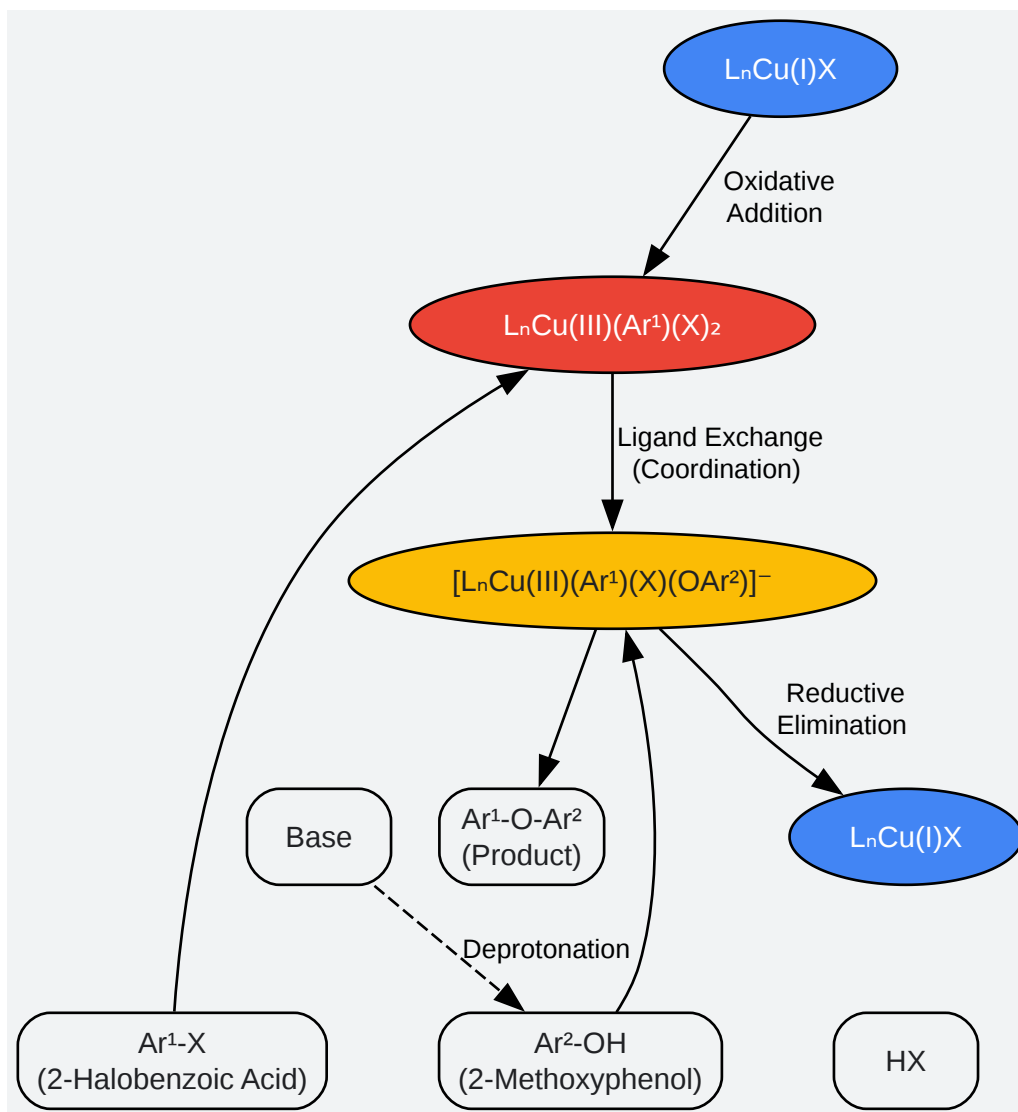 LₙCu(I)X
Oxidative
Addition
LₙCu(III)(Ar¹)(X)₂
Ligand Exchange
(Coordination)
[LₙCu(III)(Ar¹)(X)(OAr²)]⁻
Reductive
Elimination
Base
Ar¹-O-Ar²
(Product)
LₙCu(I)X
Deprotonation
Ar¹-X
(2-Halobenzoic Acid)
Ar²-OH
(2-Methoxyphenol)
HX